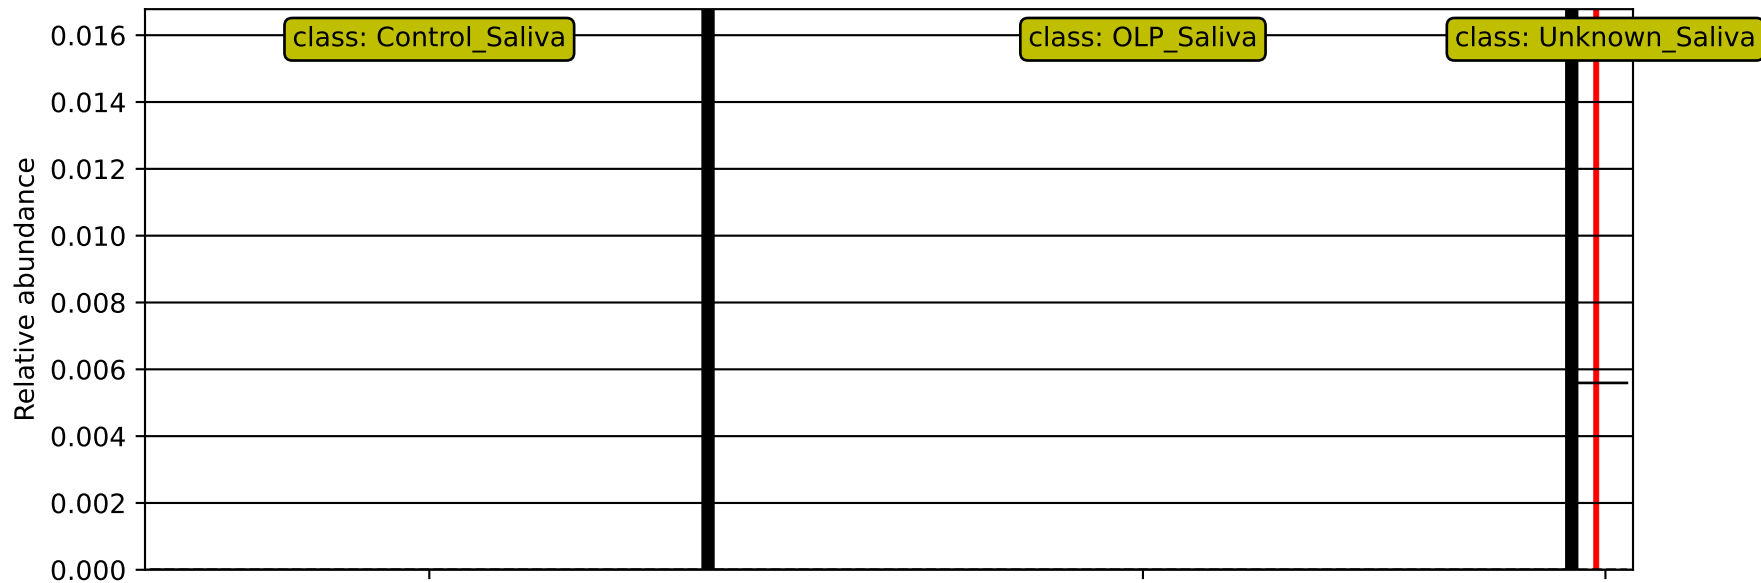 class: Control_Saliva
class: OLP_Saliva
class: Unknown_Saliva
0.016
0.014
0.012
0.010
0.008
0.006
0.004
0.002
0.000
Relative abundance